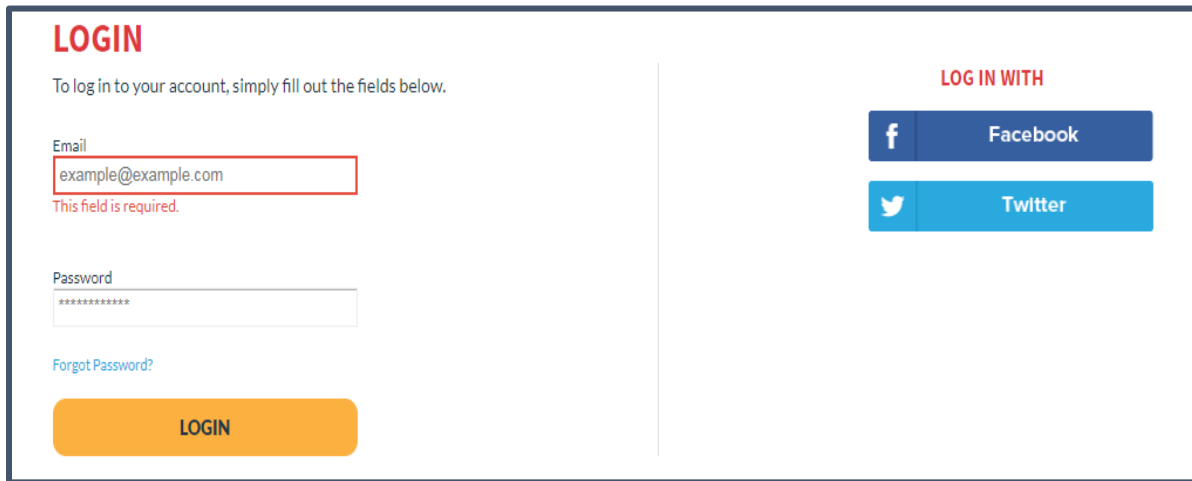 LOGIN
To log in to your account, simply fill out the fields below.
Email
example@example.com
This field is required.
Password
************
Forgot Password?
LOGIN
LOG IN WITH
f Facebook
Twitter